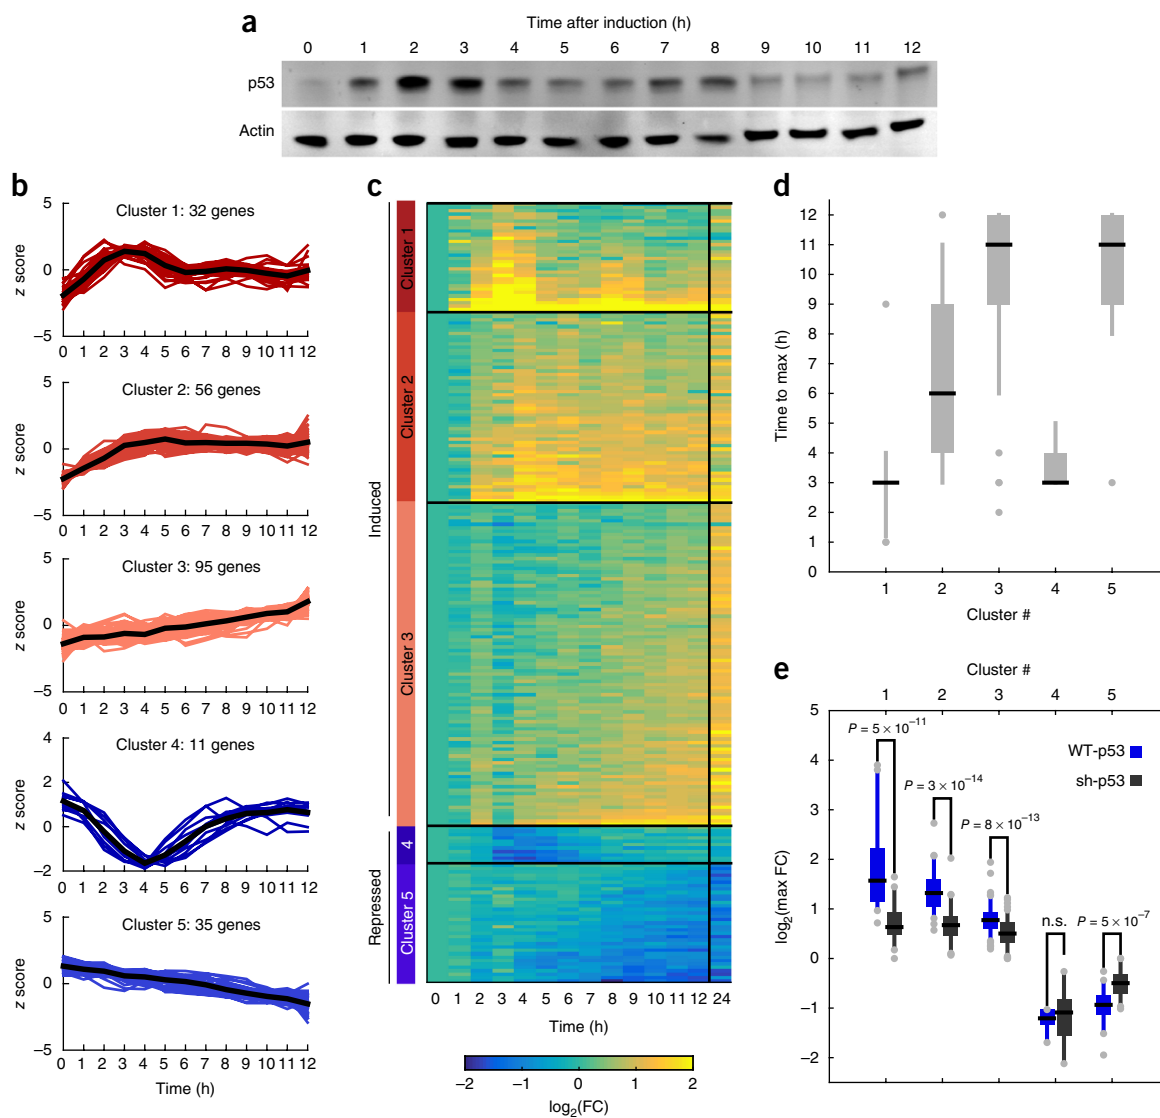 a
Time after induction (h)
0 1 2 3 4 5 6 7 8 9 10 11 12
p53
Actin
b
Cluster 1: 32 genes
z score
5
0
−5
0 1 2 3 4 5 6 7 8 9 10 11 12
Cluster 2: 56 genes
z score
5
0
−5
0 1 2 3 4 5 6 7 8 9 10 11 12
Cluster 3: 95 genes
z score
5
0
−5
0 1 2 3 4 5 6 7 8 9 10 11 12
Cluster 4: 11 genes
z score
4
2
0
−2
0 1 2 3 4 5 6 7 8 9 10 11 12
Cluster 5: 35 genes
z score
5
0
−5
0 1 2 3 4 5 6 7 8 9 10 11 12
Time (h)
c
Induced
Repressed
Cluster 1
Cluster 2
Cluster 3
4
Cluster 5
0 1 2 3 4 5 6 7 8 9 10 11 12 24
Time (h)
−2 −1 0 1 2
log2(FC)
d
Time to max (h)
12
11
10
9
8
7
6
5
4
3
2
1
0
1 2 3 4 5
Cluster #
e
Cluster #
1 2 3 4 5
log2(max FC)
5
4
3
2
1
0
−1
−2
P = 5 × 10−11
P = 3 × 10−14
P = 8 × 10−13
n.s.
P = 5 × 10−7
WT-p53
sh-p53